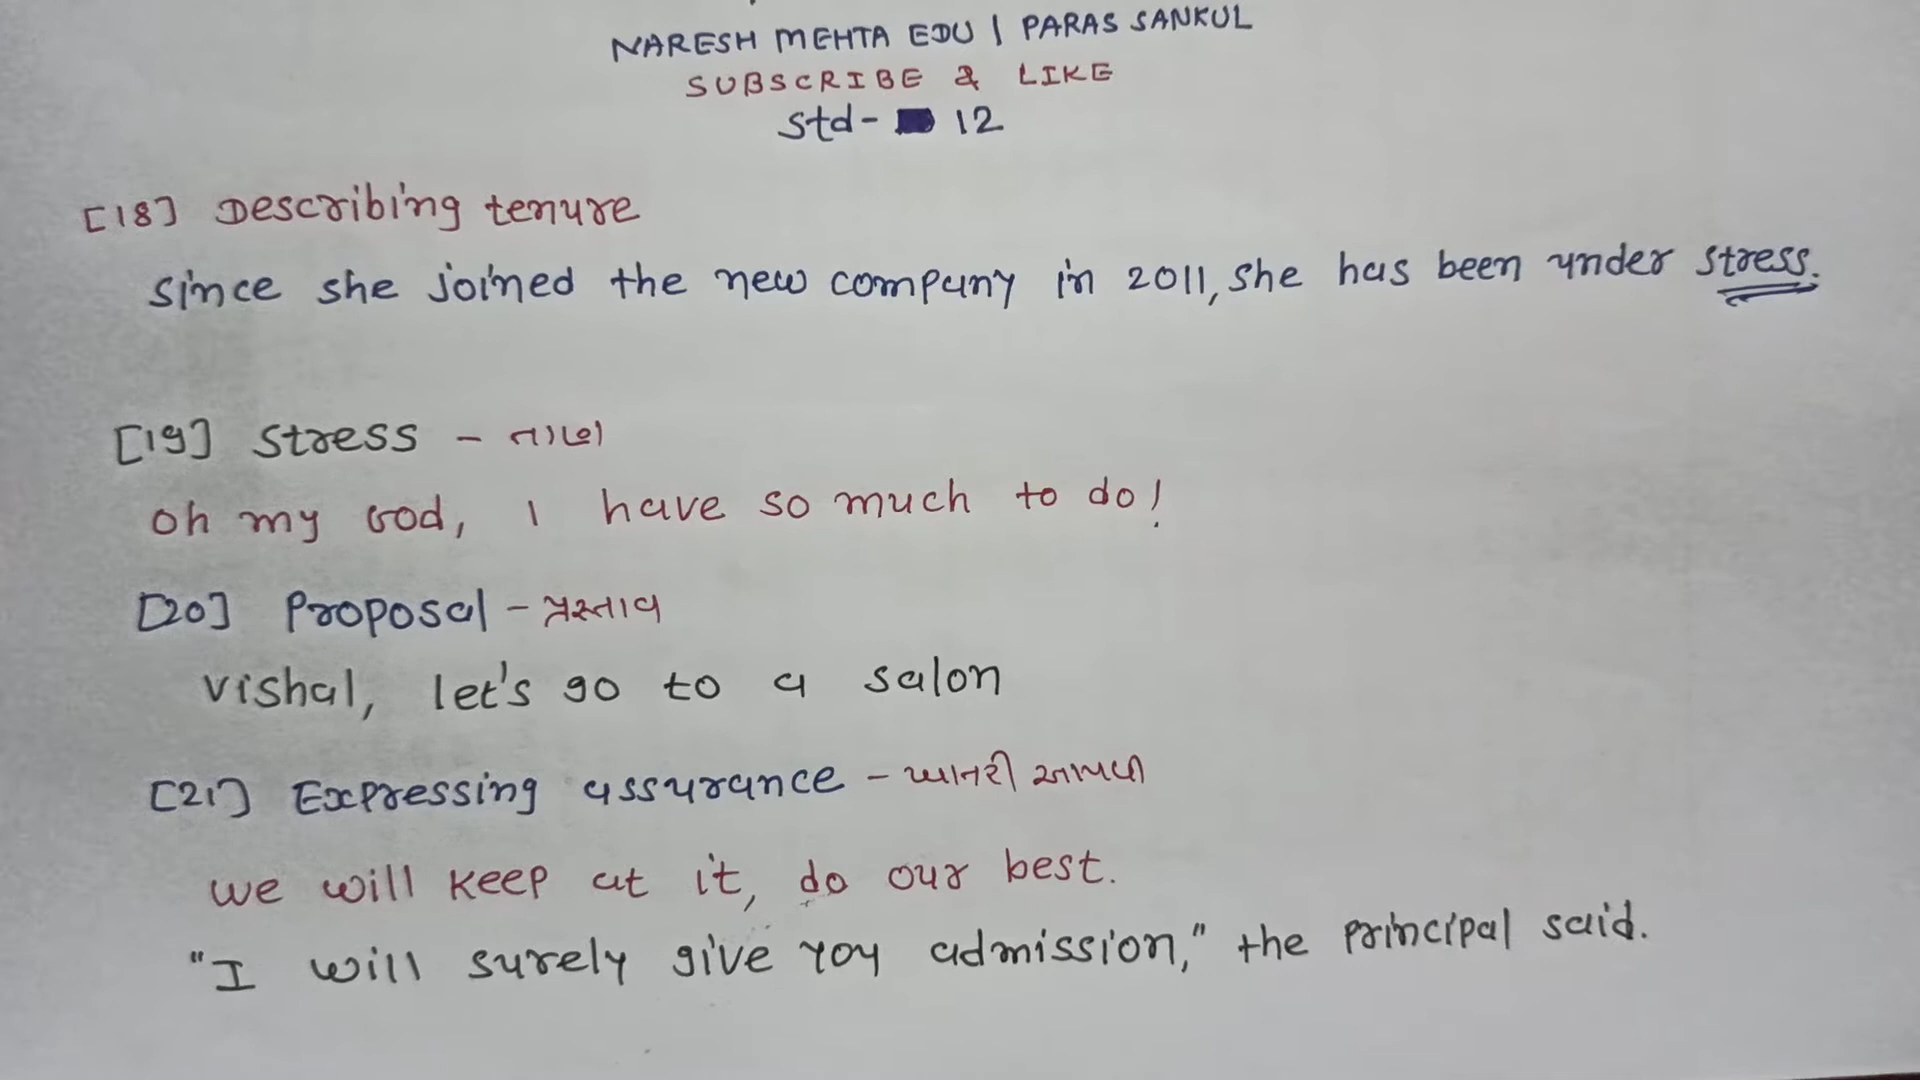 NARESH MEHTA EDU | PARAS SANKUL
SUBSCRIBE & LIKE
Std- 12
[18] Describing tenure
since she joined the new company in 2011, she has been under stress.
[19] Stress - તાણ
oh my God, I have so much to do!
[20] Proposal - પ્રસ્તાવ
Vishal, let's go to a salon
[21] Expressing assurance - ખાતરી આપવી
we will keep at it, do our best.
"I will surely give you admission," the principal said.